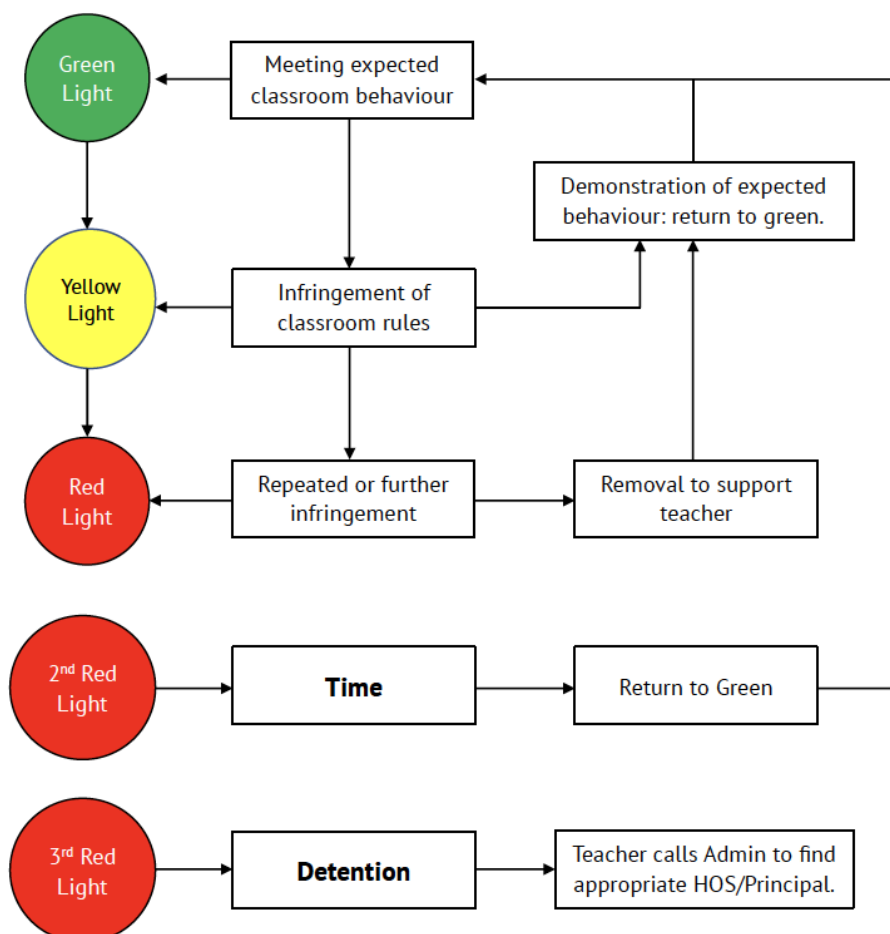 Green
Light
Meeting expected
classroom behaviour
Demonstration of expected
behaviour: return to green.
Yellow
Light
Infringement of
classroom rules
Red
Light
Repeated or further
infringement
Removal to support
teacher
2nd Red
Light
Time
Return to Green
3rd Red
Light
Detention
Teacher calls Admin to find
appropriate HOS/Principal.